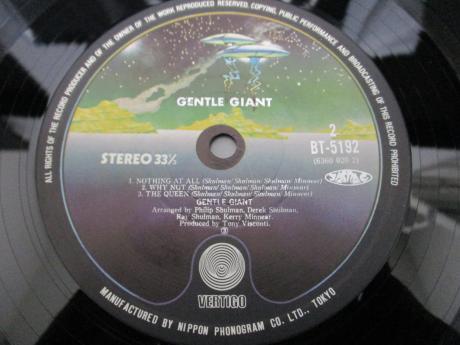 ALL RIGHTS OF THE RECORD PRODUCER AND OF THE OWNER OF THE WORK REPRODUCED RESERVED. COPYING, PUBLIC PERFORMANCE AND BROADCASTING OF THIS RECORD PROHIBITED
GENTLE GIANT
STEREO 33⅓
2
BT-5192
(6360 020 2)
1. NOTHING AT ALL (Shulman/Shulman/Shulman/Minnear)
2. WHY NOT (Shulman/Shulman/Shulman/Minnear)
3. THE QUEEN (Shulman/Shulman/Shulman/Minnear)
GENTLE GIANT
Arranged by Philip Shulman, Derek Shulman,
Ray Shulman, Kerry Minnear.
Produced by Tony Visconti.
VERTIGO
MANUFACTURED BY NIPPON PHONOGRAM CO. LTD., TOKYO